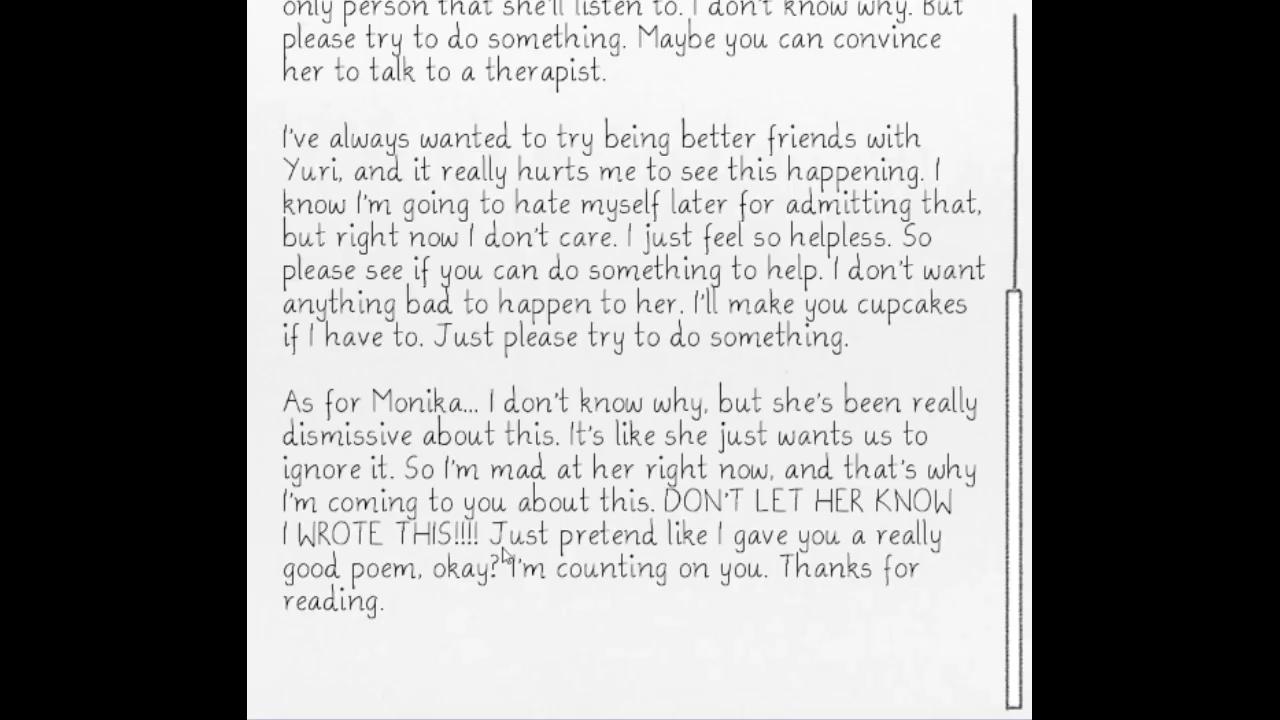 only person that she'll listen to. I don't know why. But
please try to do something. Maybe you can convince
her to talk to a therapist.
I've always wanted to try being better friends with
Yuri, and it really hurts me to see this happening. I
know I'm going to hate myself later for admitting that,
but right now I don't care. I just feel so helpless. So
please see if you can do something to help. I don't want
anything bad to happen to her. I'll make you cupcakes
if I have to. Just please try to do something.
As for Monika... I don't know why, but she's been really
dismissive about this. It's like she just wants us to
ignore it. So I'm mad at her right now, and that's why
I'm coming to you about this. DON'T LET HER KNOW
I WROTE THIS!!!! Just pretend like I gave you a really
good poem, okay? I'm counting on you. Thanks for
reading.